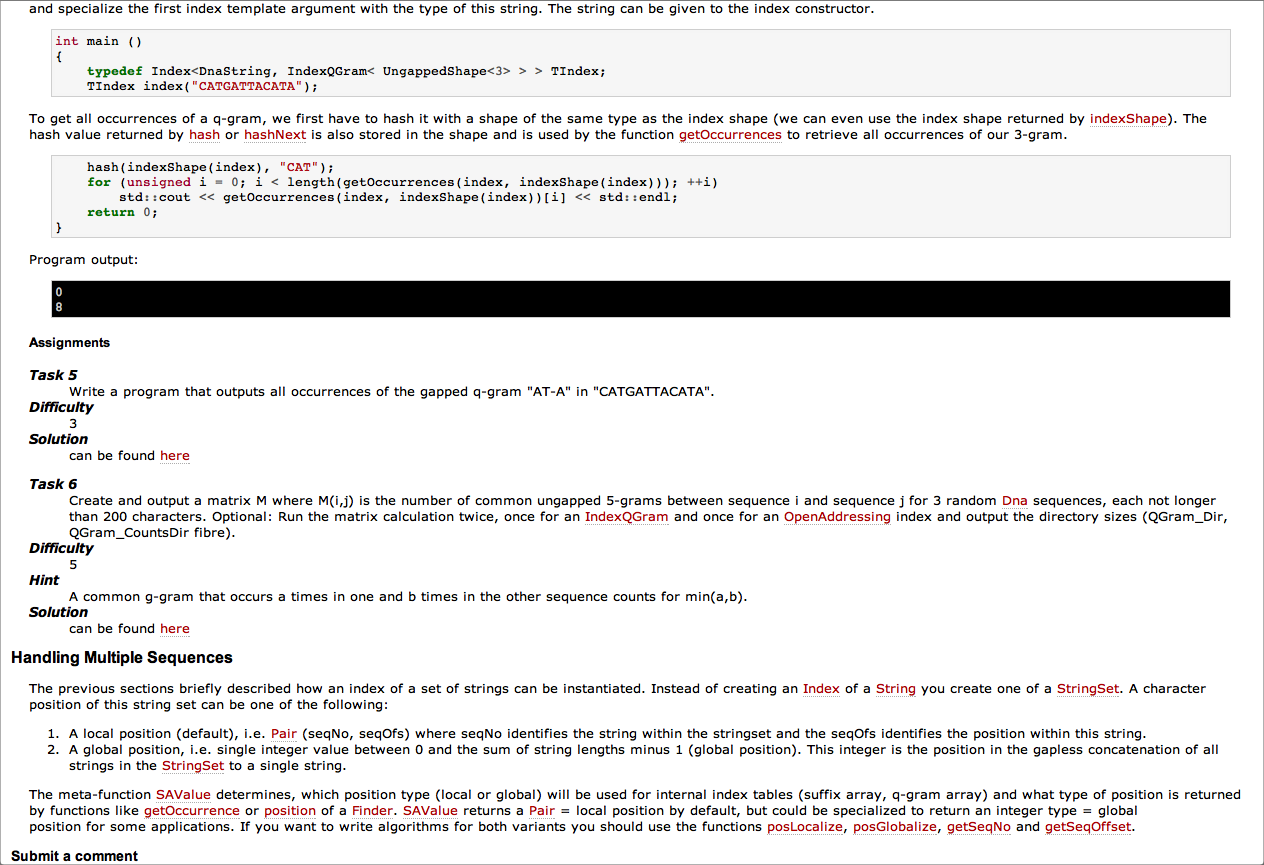 and specialize the first index template argument with the type of this string. The string can be given to the index constructor.
int main ()
{
    typedef Index<DnaString, IndexQGram< UngappedShape<3> > > TIndex;
    TIndex index("CATGATTACATA");
To get all occurrences of a q-gram, we first have to hash it with a shape of the same type as the index shape (we can even use the index shape returned by indexShape). The
hash value returned by hash or hashNext is also stored in the shape and is used by the function getOccurrences to retrieve all occurrences of our 3-gram.
    hash(indexShape(index), "CAT");
    for (unsigned i = 0; i < length(getOccurrences(index, indexShape(index))); ++i)
        std::cout << getOccurrences(index, indexShape(index))[i] << std::endl;
    return 0;
}
Program output:
0
8
Assignments
Task 5
Write a program that outputs all occurrences of the gapped q-gram "AT-A" in "CATGATTACATA".
Difficulty
3
Solution
can be found here
Task 6
Create and output a matrix M where M(i,j) is the number of common ungapped 5-grams between sequence i and sequence j for 3 random Dna sequences, each not longer
than 200 characters. Optional: Run the matrix calculation twice, once for an IndexQGram and once for an OpenAddressing index and output the directory sizes (QGram_Dir,
QGram_CountsDir fibre).
Difficulty
5
Hint
A common g-gram that occurs a times in one and b times in the other sequence counts for min(a,b).
Solution
can be found here
Handling Multiple Sequences
The previous sections briefly described how an index of a set of strings can be instantiated. Instead of creating an Index of a String you create one of a StringSet. A character
position of this string set can be one of the following:
1. A local position (default), i.e. Pair (seqNo, seqOfs) where seqNo identifies the string within the stringset and the seqOfs identifies the position within this string.
2. A global position, i.e. single integer value between 0 and the sum of string lengths minus 1 (global position). This integer is the position in the gapless concatenation of all
strings in the StringSet to a single string.
The meta-function SAValue determines, which position type (local or global) will be used for internal index tables (suffix array, q-gram array) and what type of position is returned
by functions like getOccurrence or position of a Finder. SAValue returns a Pair = local position by default, but could be specialized to return an integer type = global
position for some applications. If you want to write algorithms for both variants you should use the functions posLocalize, posGlobalize, getSeqNo and getSeqOffset.
Submit a comment